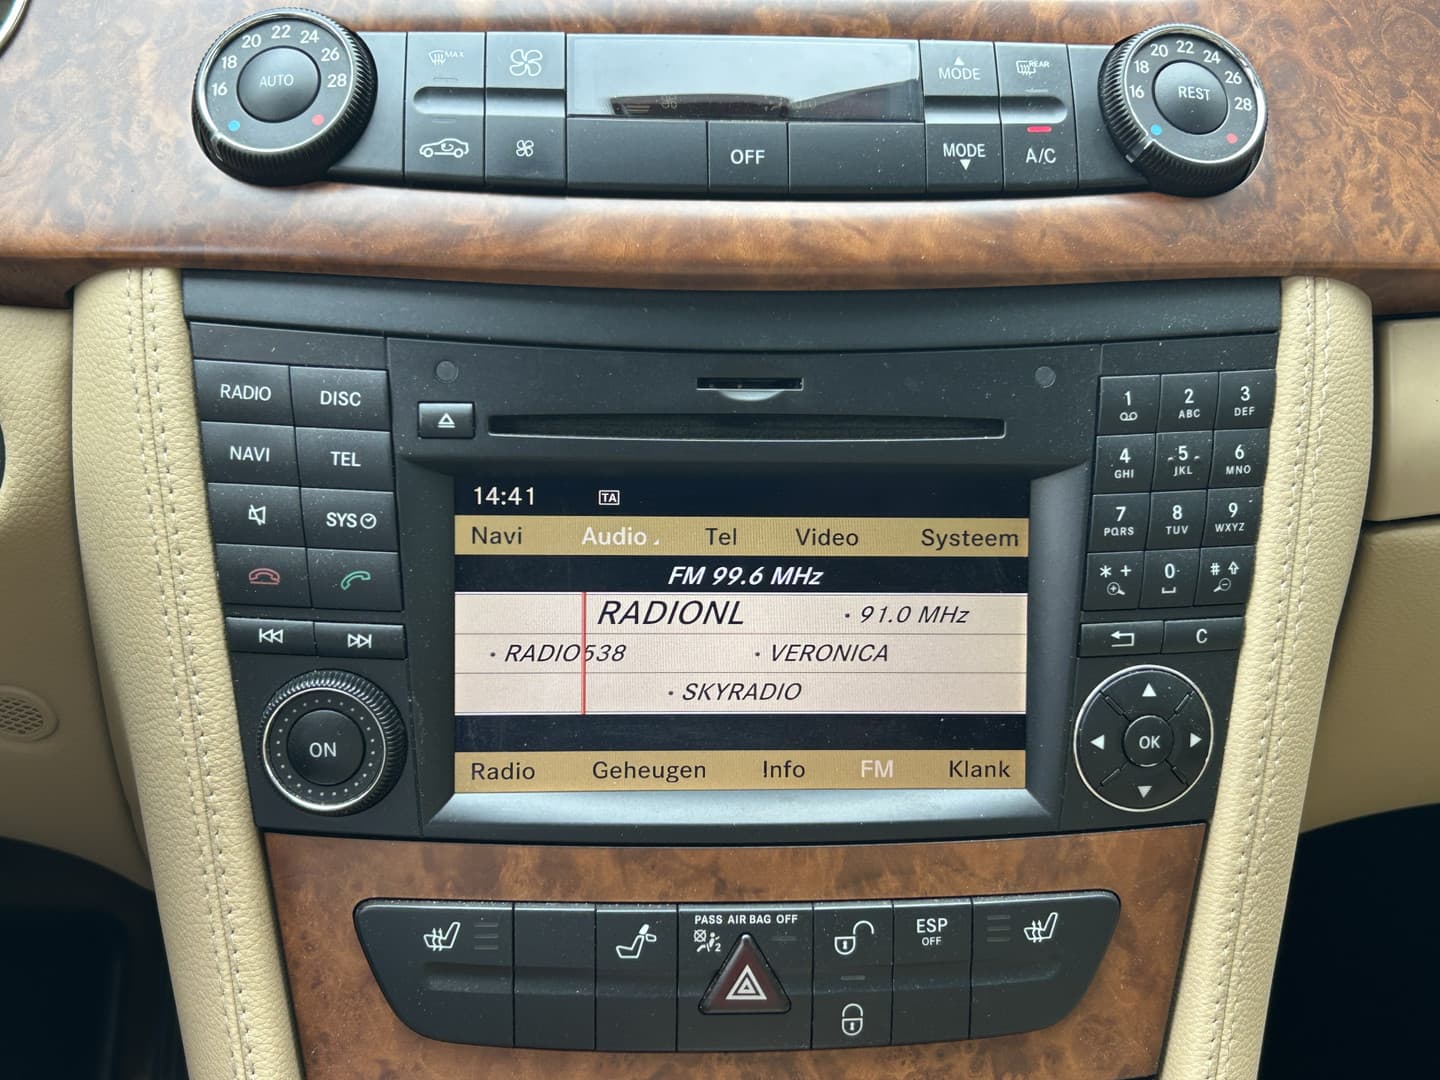 16 18 20 22 24 26 28
AUTO
MAX
OFF
MODE
REAR
MODE
A/C
16 18 20 22 24 26 28
REST
RADIO DISC
NAVI TEL
SYS
ON
14:41 TA
Navi Audio Tel Video Systeem
FM 99.6 MHz
RADIONL · 91.0 MHz
· RADIO538 · VERONICA
· SKYRADIO
Radio Geheugen Info FM Klank
1 2 ABC 3 DEF
4 GHI 5 JKL 6 MNO
7 PQRS 8 TUV 9 WXYZ
* + 0 #
C
OK
PASS AIR BAG OFF
2
ESP
OFF